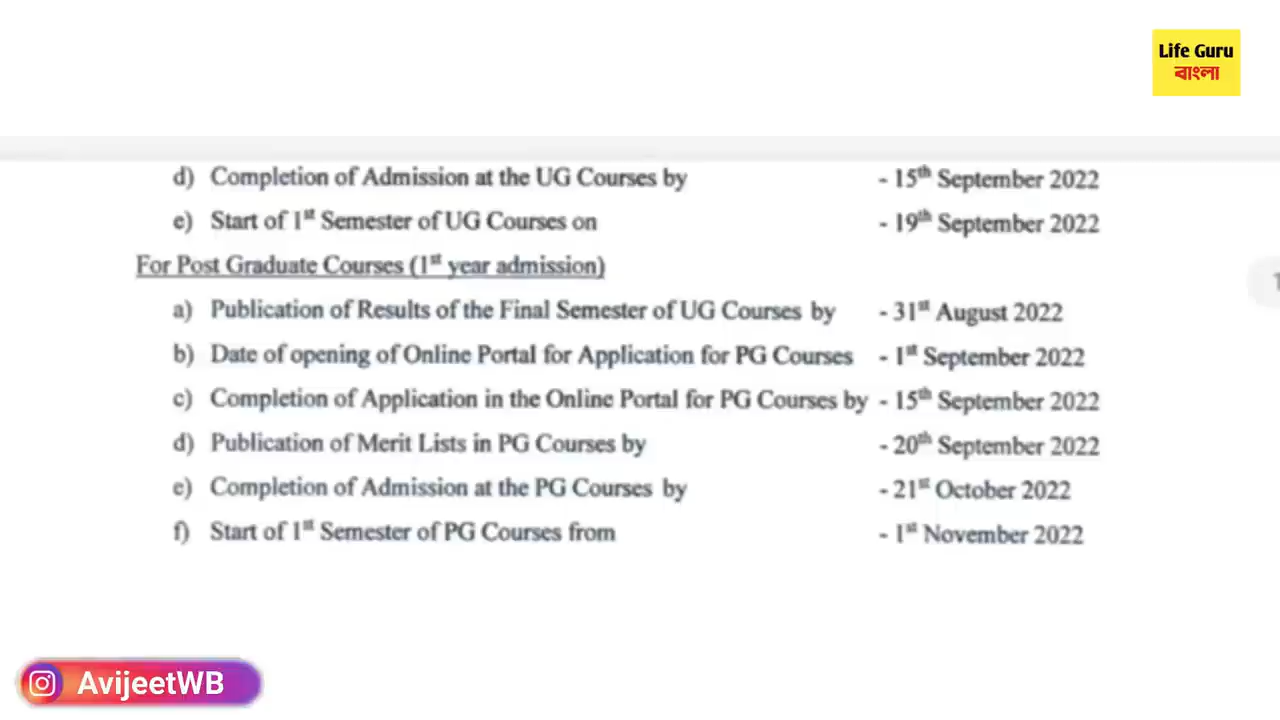 Life Guru
বাংলা
d) Completion of Admission at the UG Courses by - 15th September 2022
e) Start of 1st Semester of UG Courses on - 19th September 2022
For Post Graduate Courses (1st year admission)
a) Publication of Results of the Final Semester of UG Courses by - 31st August 2022
b) Date of opening of Online Portal for Application for PG Courses - 1st September 2022
c) Completion of Application in the Online Portal for PG Courses by - 15th September 2022
d) Publication of Merit Lists in PG Courses by - 20th September 2022
e) Completion of Admission at the PG Courses by - 21st October 2022
f) Start of 1st Semester of PG Courses from - 1st November 2022
AvijeetWB